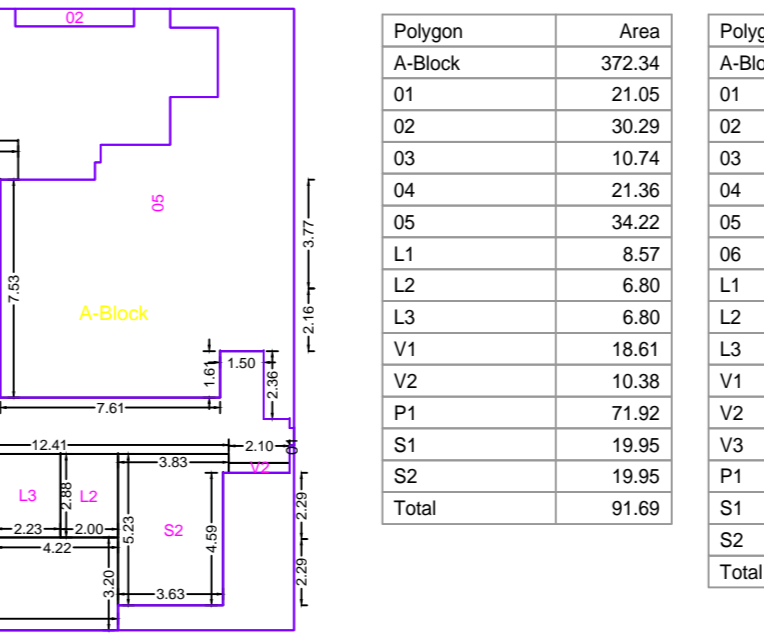 02
05
3.77
7.53
A-Block
2.16
1.61
1.50
2.36
7.61
12.41
2.10
01
3.83
V2
L3
2.88
L2
2.29
2.23
2.00
5.23
S2
4.59
4.22
3.20
2.29
3.63
Polygon Area
A-Block 372.34
01 21.05
02 30.29
03 10.74
04 21.36
05 34.22
L1 8.57
L2 6.80
L3 6.80
V1 18.61
V2 10.38
P1 71.92
S1 19.95
S2 19.95
Total 91.69
Polyg
A-Blo
01
02
03
04
05
06
L1
L2
L3
V1
V2
V3
P1
S1
S2
Total